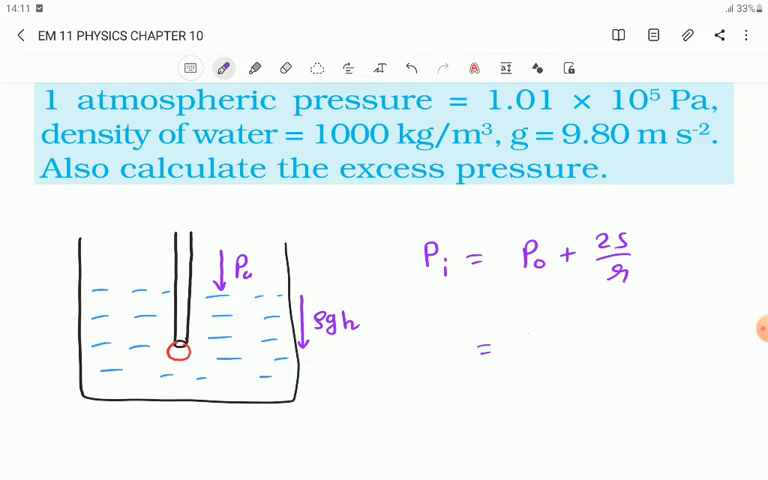 14:11 33%
EM 11 PHYSICS CHAPTER 10
1 atmospheric pressure = 1.01 × 10⁵ Pa,
density of water = 1000 kg/m³, g = 9.80 m s⁻².
Also calculate the excess pressure.
Pa
ρgh
Pᵢ = P₀ + 2S/r
=